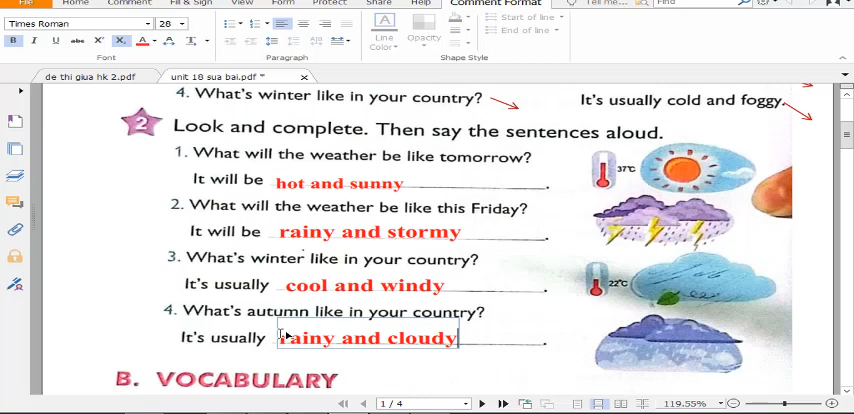 File Comment Fill & Sign View Form Protect Share Help Comment Format Tell me... Find
Times Roman 28 Start of line
B I U abc X X₂ A T Line Color Opacity End of line
Font Paragraph Shape Style
de thi giua hk 2.pdf unit 18 sua bai.pdf *
4. What's winter like in your country? It's usually cold and foggy.
2 Look and complete. Then say the sentences aloud.
1. What will the weather be like tomorrow?
37°C
It will be hot and sunny.
2. What will the weather be like this Friday?
It will be rainy and stormy.
3. What's winter like in your country?
It's usually cool and windy.
22°C
4. What's autumn like in your country?
It's usually rainy and cloudy.
B. VOCABULARY
1 / 4 119.55%